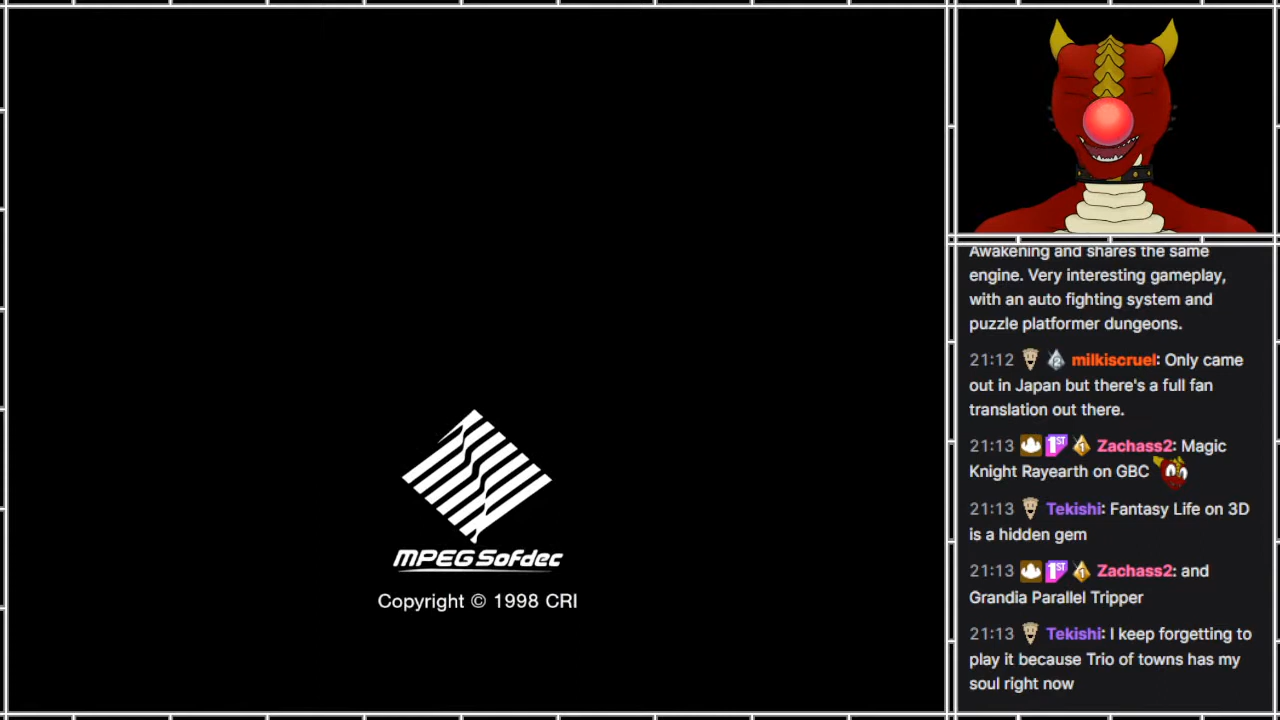 MPEG Sofdec
Copyright © 1998 CRI
Awakening and shares the same
engine. Very interesting gameplay,
with an auto fighting system and
puzzle platformer dungeons.
21:12 2 milkiscruel: Only came
out in Japan but there's a full fan
translation out there.
21:13 1ST 1 Zachass2: Magic
Knight Rayearth on GBC
21:13 Tekishi: Fantasy Life on 3D
is a hidden gem
21:13 1ST 1 Zachass2: and
Grandia Parallel Tripper
21:13 Tekishi: I keep forgetting to
play it because Trio of towns has my
soul right now